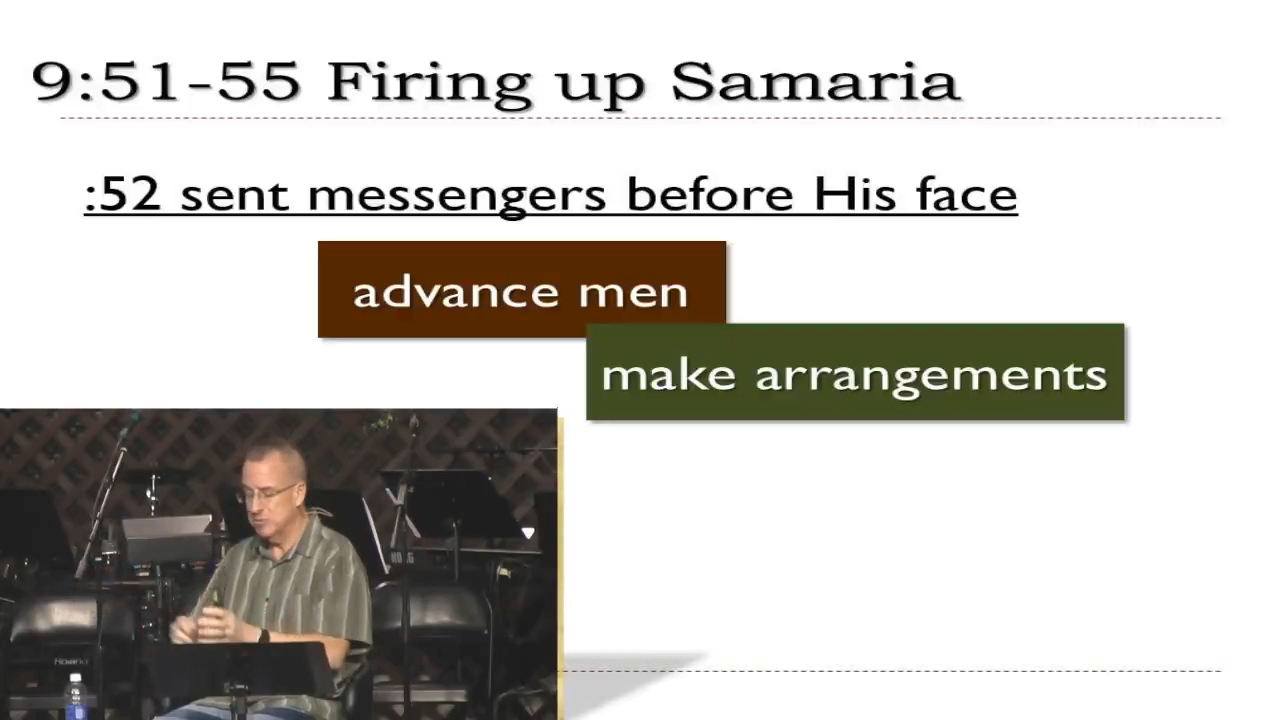 9:51-55 Firing up Samaria
:52 sent messengers before His face
advance men
make arrangements